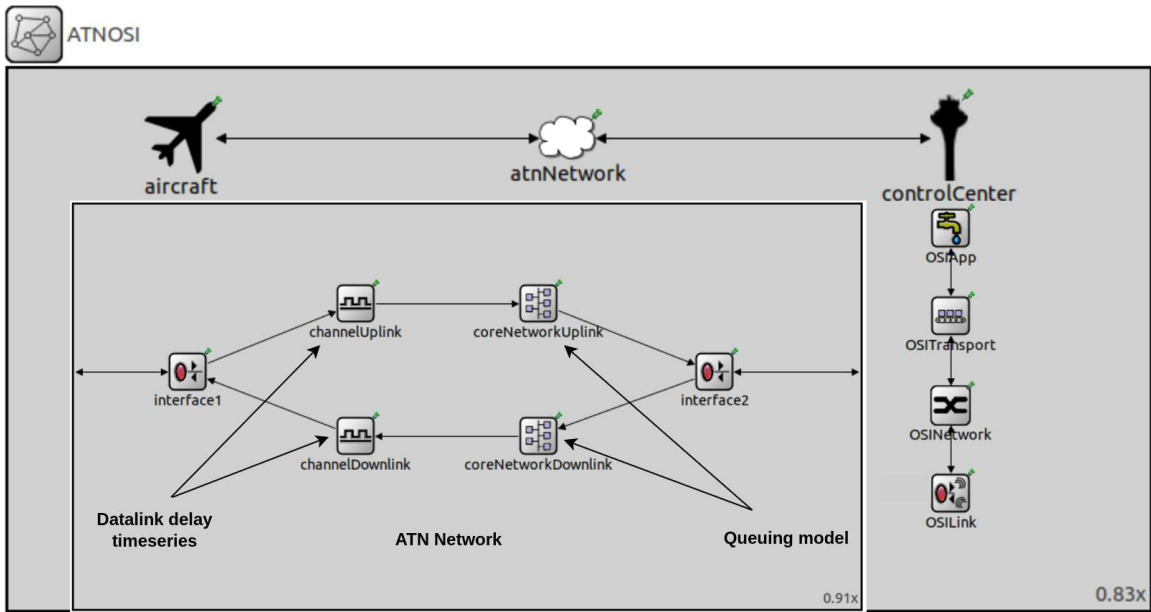 ATNOSI
aircraft
atnNetwork
controlCenter
OSIApp
OSITransport
OSINetwork
OSILink
channelUplink
coreNetworkUplink
interface1
interface2
channelDownlink
coreNetworkDownlink
Datalink delay
timeseries
ATN Network
Queuing model
0.91x
0.83x